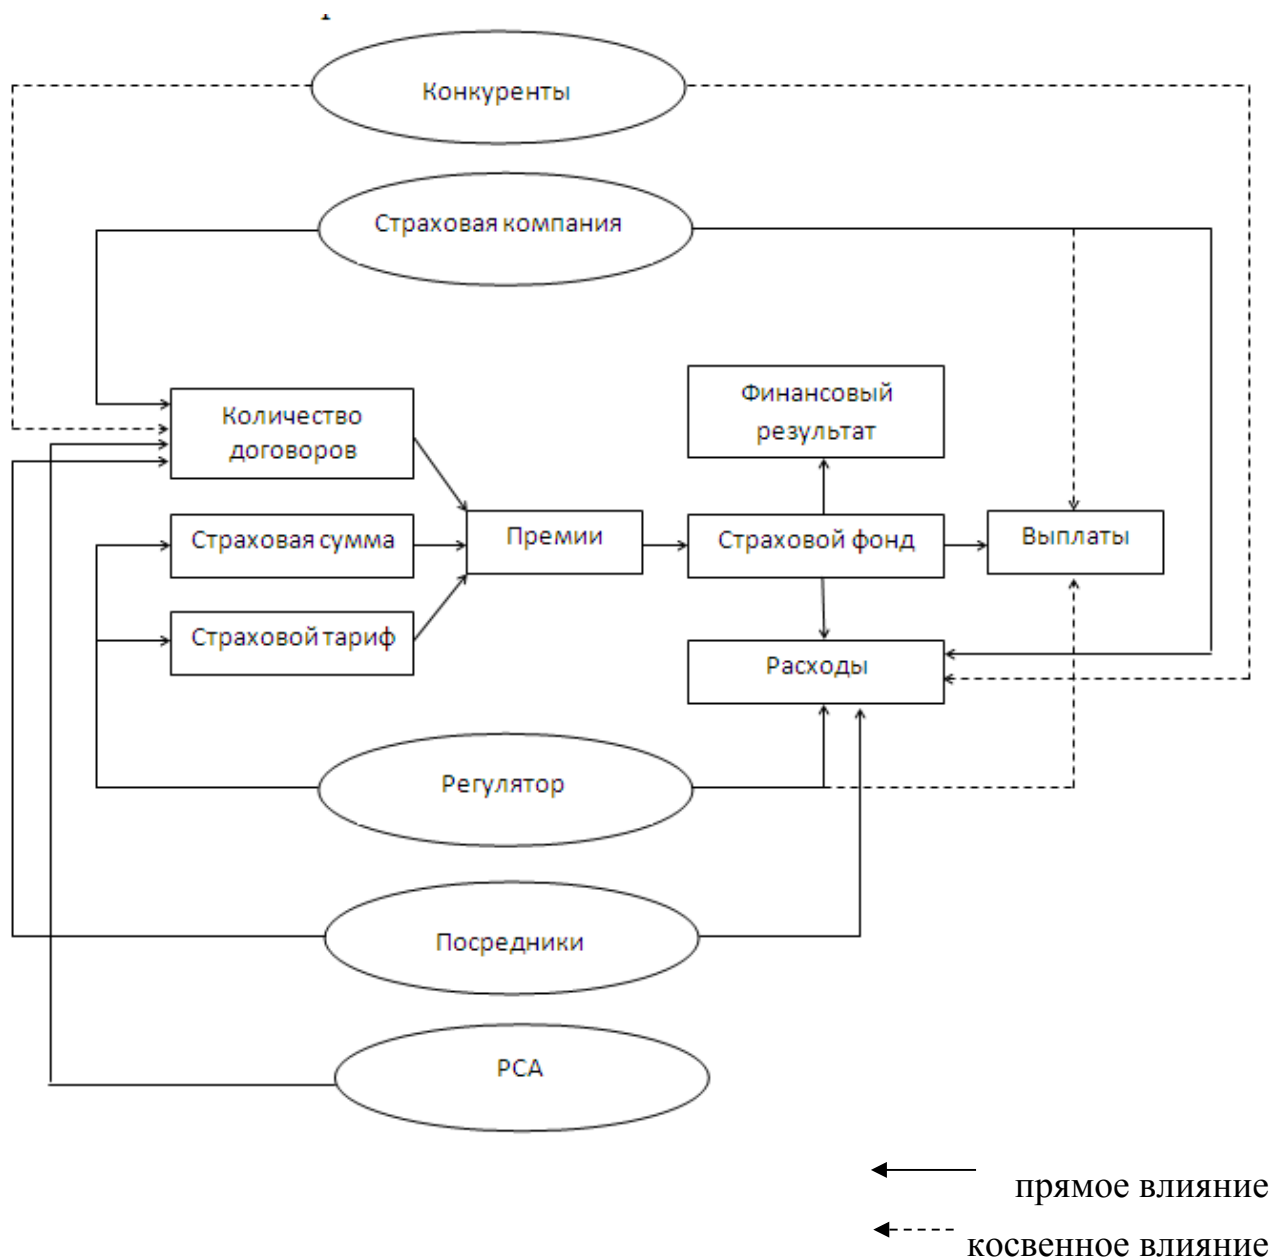 Конкуренты
Страховая компания
Количество
договоров
Финансовый
результат
Страховая сумма
Премии
Страховой фонд
Выплаты
Страховой тариф
Расходы
Регулятор
Посредники
РСА
прямое влияние
косвенное влияние